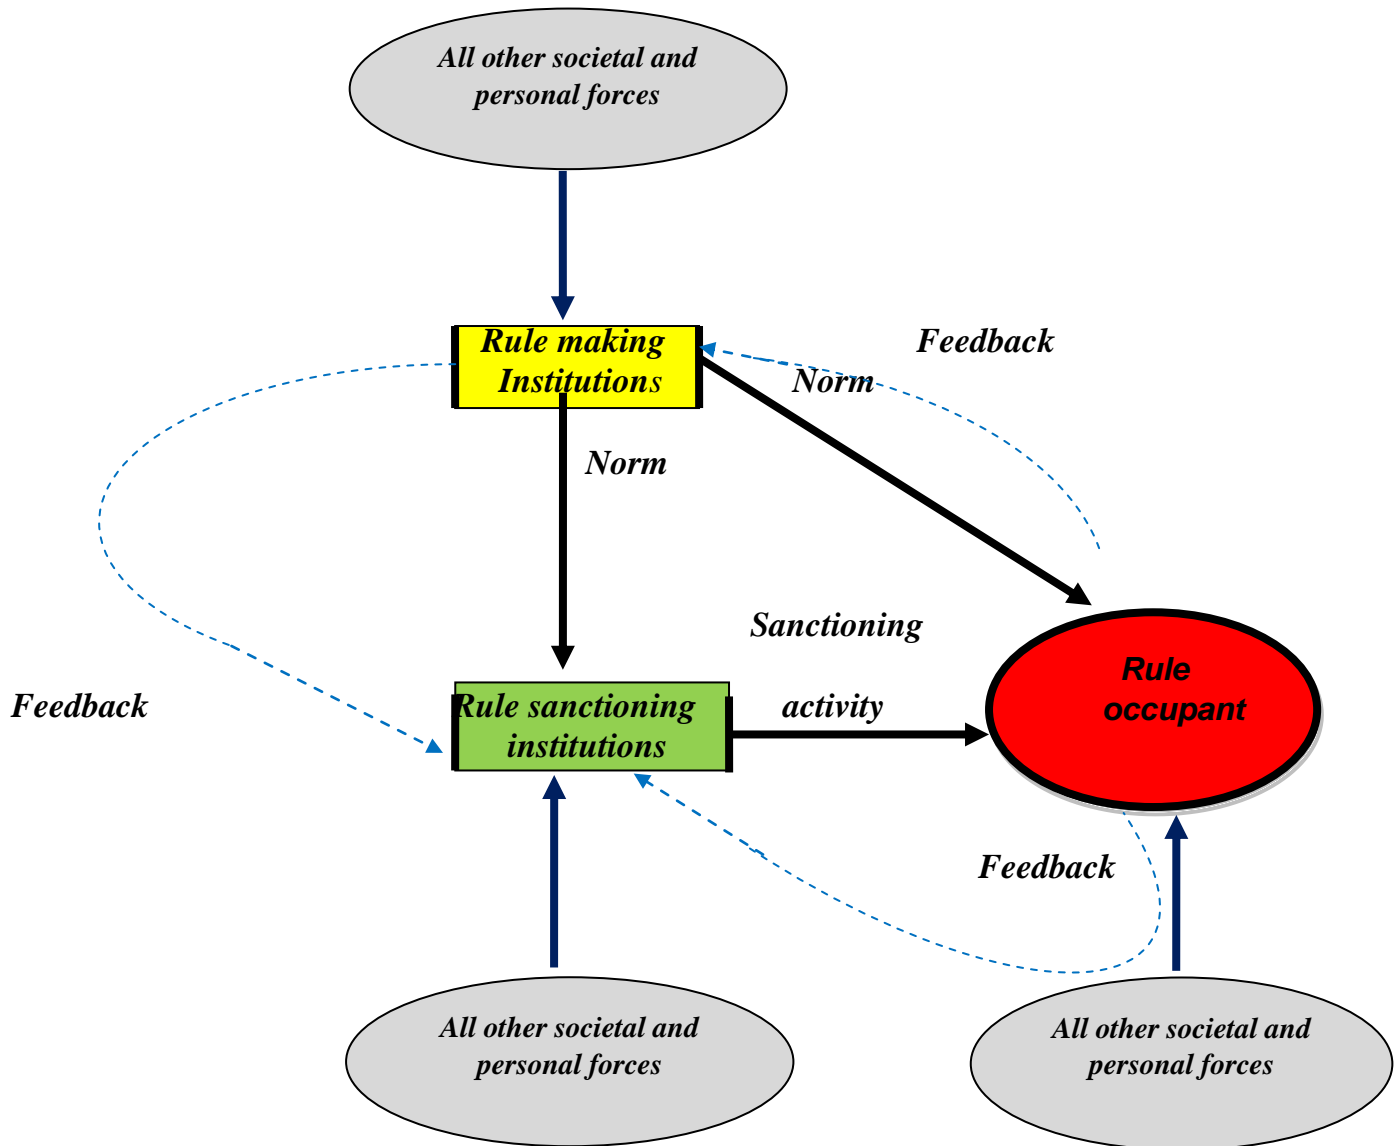 All other societal and
personal forces
Rule making
Institutions
Feedback
Norm
Norm
Sanctioning
Rule
occupant
Feedback
Rule sanctioning
institutions
activity
Feedback
All other societal and
personal forces
All other societal and
personal forces